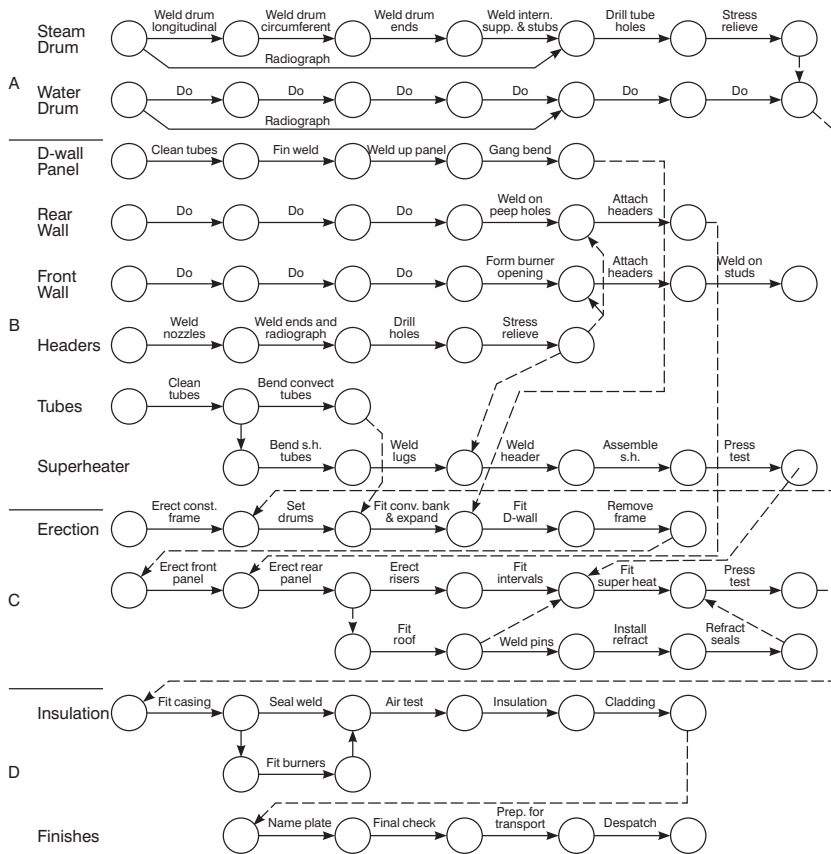 Steam
Drum
Weld drum
longitudinal
Weld drum
circumferent
Weld drum
ends
Weld intern.
supp. & stubs
Drill tube
holes
Stress
relieve
Radiograph
A
Water
Drum
Do
Do
Do
Do
Do
Do
Radiograph
D-wall
Panel
Clean tubes
Fin weld
Weld up panel
Gang bend
Rear
Wall
Do
Do
Do
Weld on
peep holes
Attach
headers
Front
Wall
Do
Do
Do
Form burner
opening
Attach
headers
Weld on
studs
B
Headers
Weld
nozzles
Weld ends and
radiograph
Drill
holes
Stress
relieve
Tubes
Clean
tubes
Bend convect
tubes
Superheater
Bend s.h.
tubes
Weld
lugs
Weld
header
Assemble
s.h.
Press
test
Erection
Erect const.
frame
Set
drums
Fit conv. bank
& expand
Fit
D-wall
Remove
frame
C
Erect front
panel
Erect rear
panel
Erect
risers
Fit
intervals
Fit
super heat
Press
test
Fit
roof
Weld pins
Install
refract
Refract
seals
Insulation
Fit casing
Seal weld
Air test
Insulation
Cladding
D
Fit burners
Finishes
Name plate
Final check
Prep. for
transport
Despatch